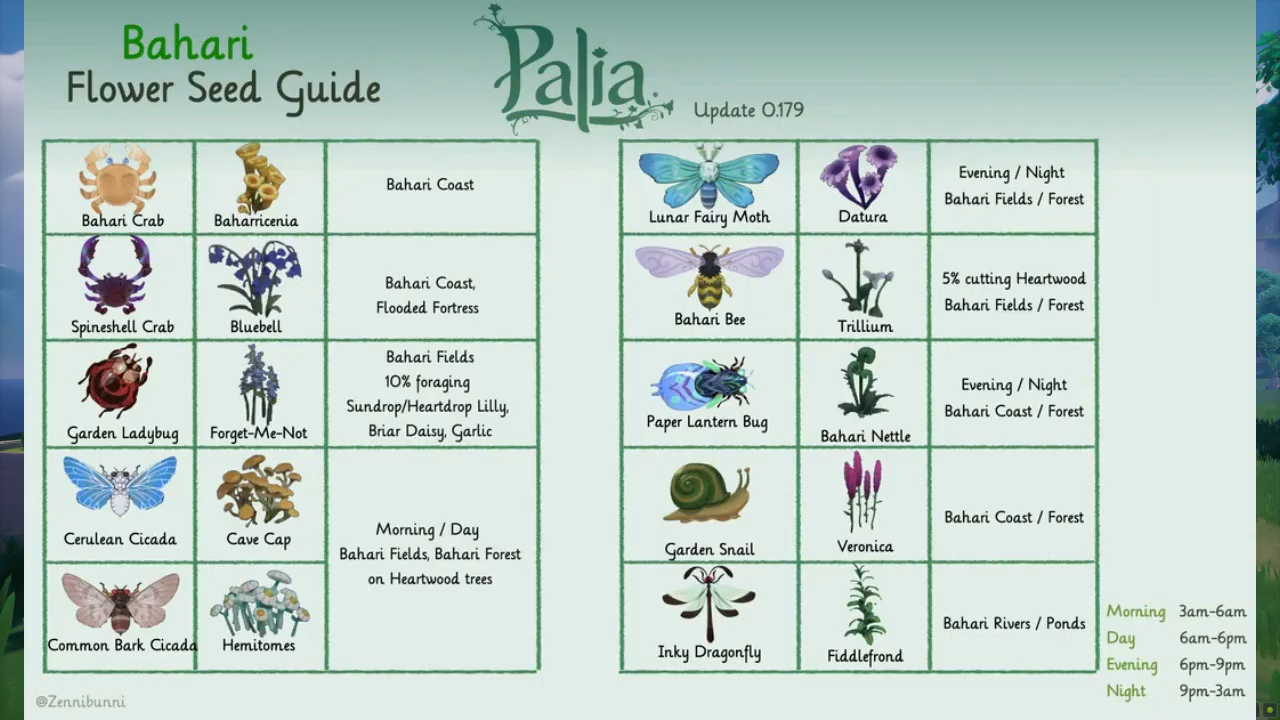 Bahari
Flower Seed Guide
Palia
Update 0.179
Bahari Crab
Baharricenia
Bahari Coast
Spineshell Crab
Bluebell
Bahari Coast,
Flooded Fortress
Garden Ladybug
Forget-Me-Not
Bahari Fields
10% foraging
Sundrop/Heartdrop Lilly,
Briar Daisy, Garlic
Cerulean Cicada
Cave Cap
Morning / Day
Bahari Fields, Bahari Forest
on Heartwood trees
Common Bark Cicada
Hemitomes
Lunar Fairy Moth
Datura
Evening / Night
Bahari Fields / Forest
Bahari Bee
Trillium
5% cutting Heartwood
Bahari Fields / Forest
Paper Lantern Bug
Bahari Nettle
Evening / Night
Bahari Coast / Forest
Garden Snail
Veronica
Bahari Coast / Forest
Inky Dragonfly
Fiddlefrond
Bahari Rivers / Ponds
Morning 3am-6am
Day 6am-6pm
Evening 6pm-9pm
Night 9pm-3am
@Zennibunni